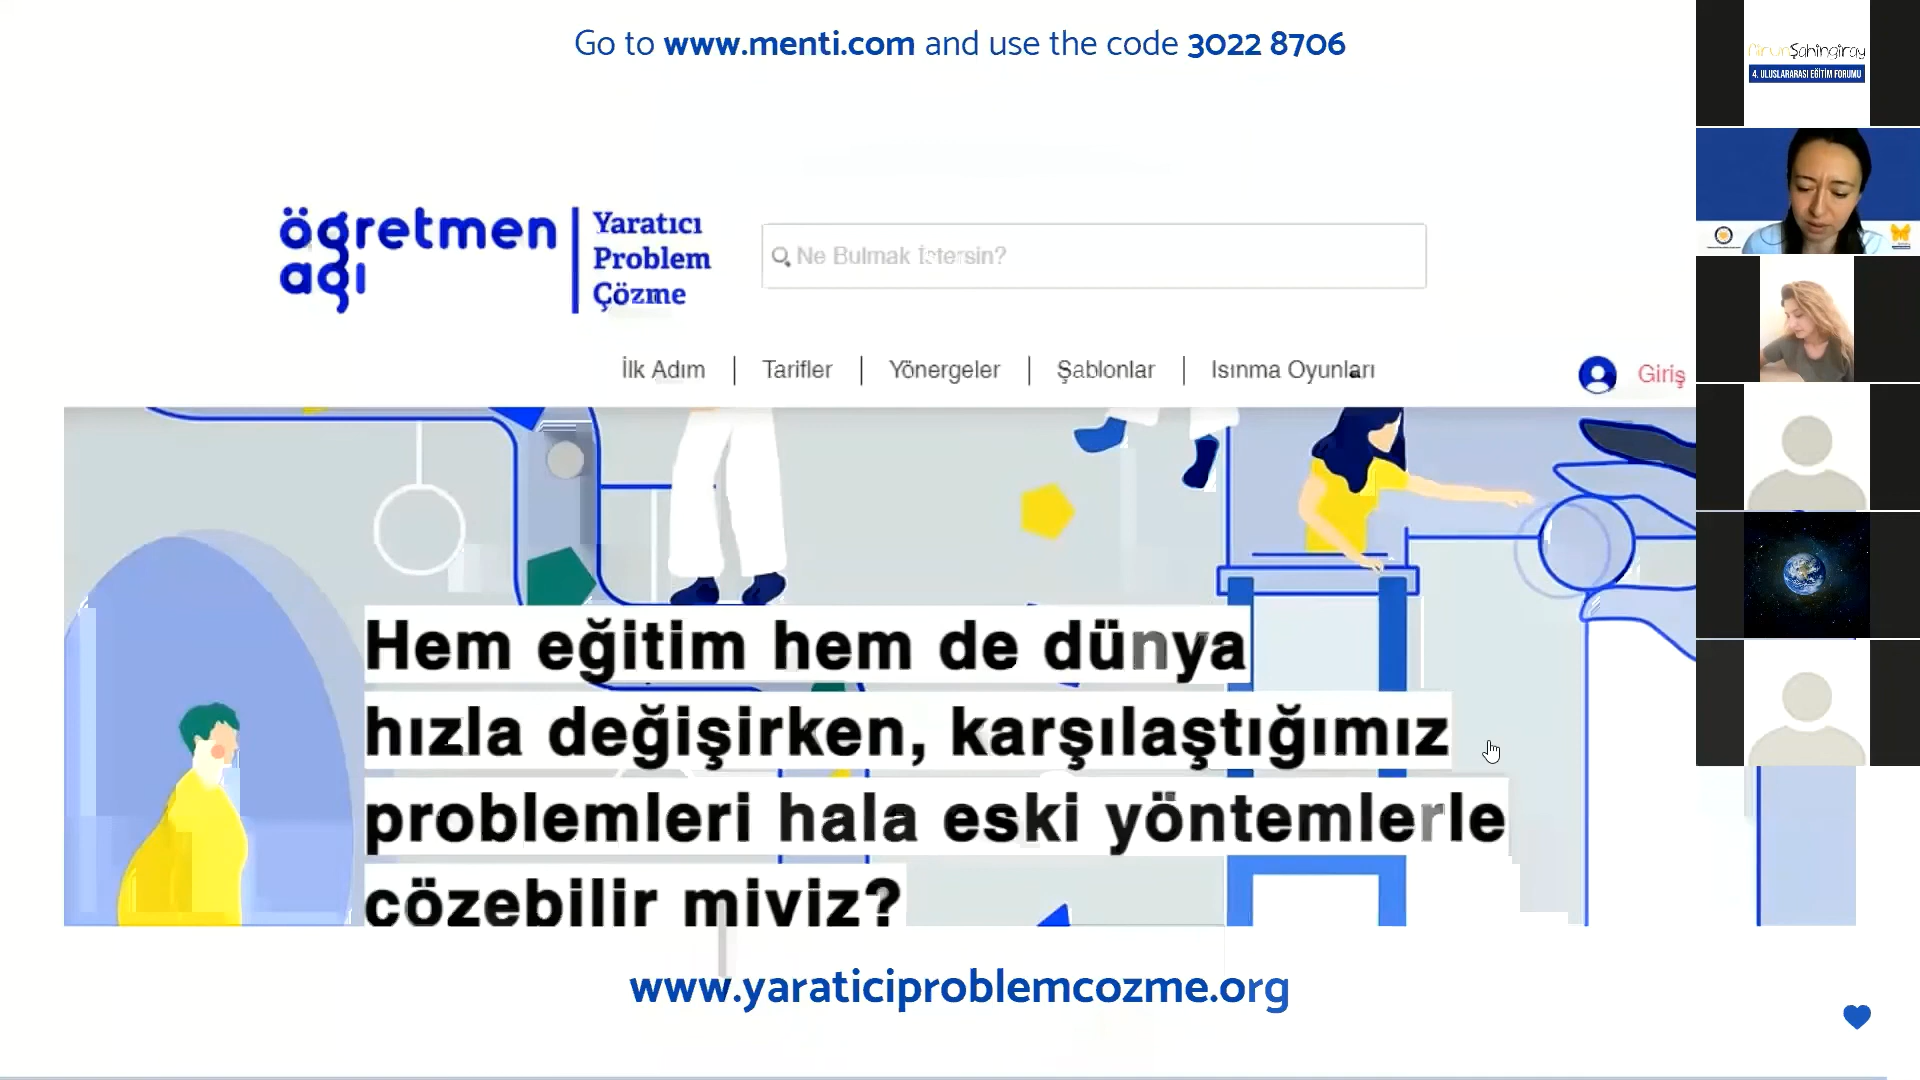 Go to www.menti.com and use the code 3022 8706
Şahingiray
4. ULUSLARARASI EĞİTİM FORUMU
öğretmen
ağı
Yaratıcı
Problem
Çözme
Ne Bulmak İstersin?
İlk Adım | Tarifler | Yönergeler | Şablonlar | Isınma Oyunları
Giriş
Hem eğitim hem de dünya
hızla değişirken, karşılaştığımız
problemleri hala eski yöntemlerle
çözebilir miyiz?
www.yaraticiproblemcozme.org